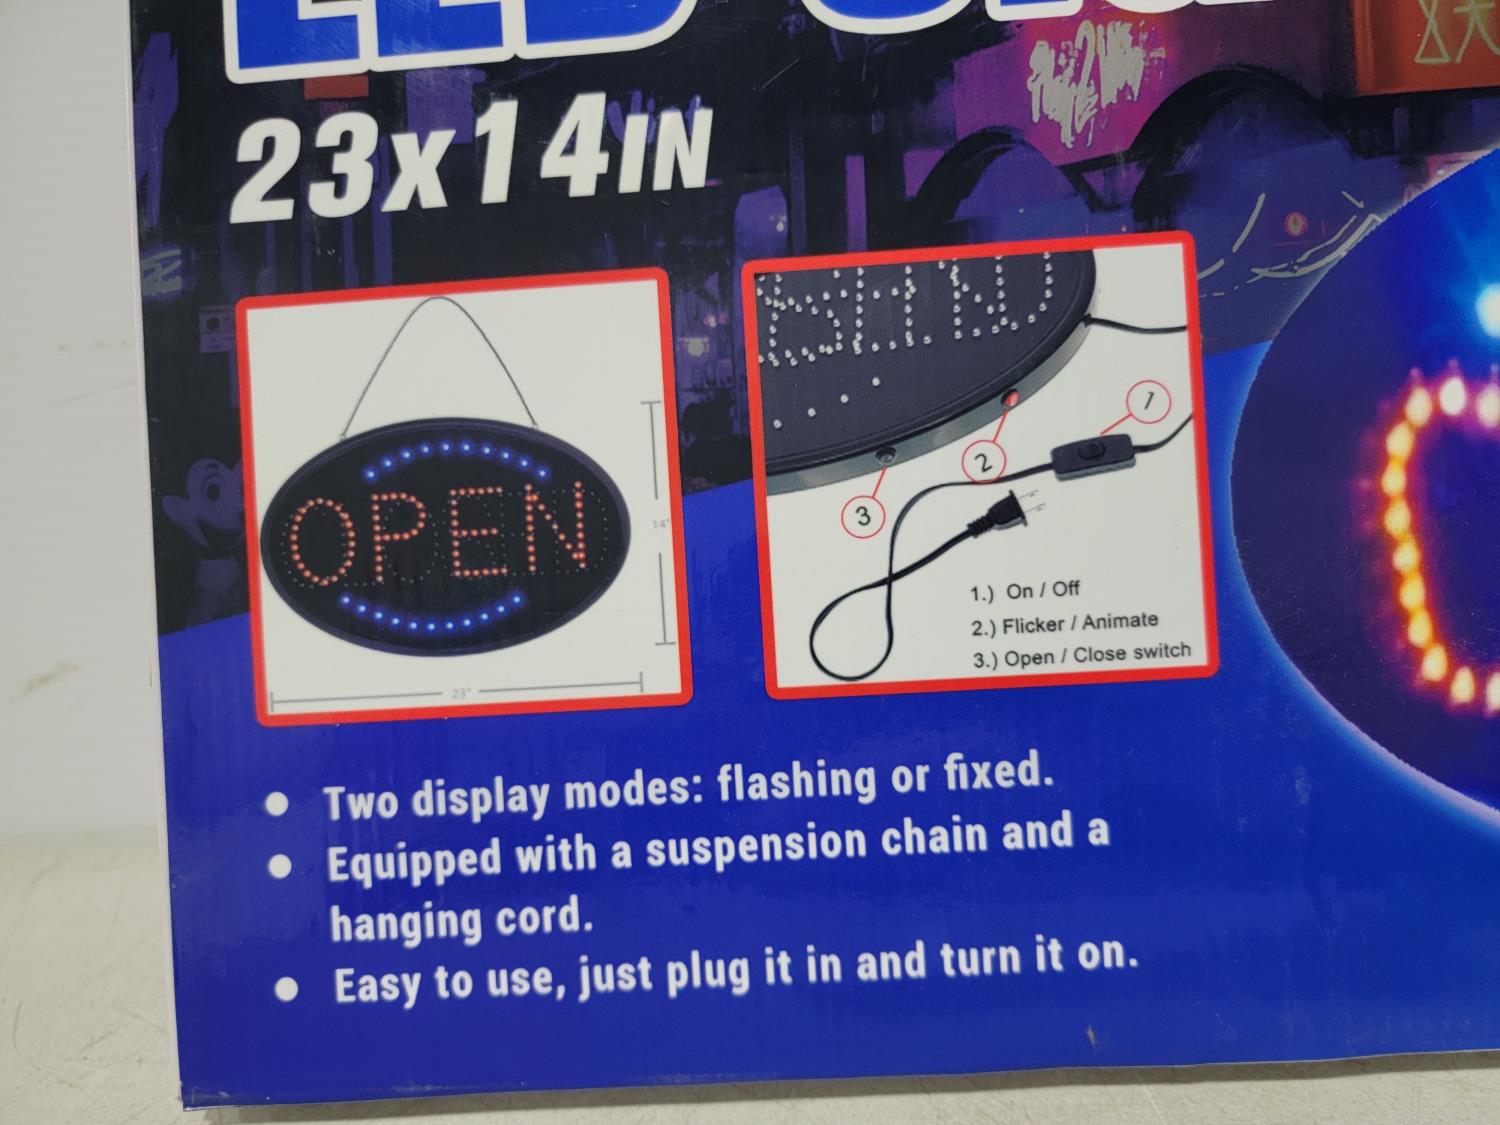 LED SIGN
23x14IN
OPEN
14"
23"
1
2
3
1.) On / Off
2.) Flicker / Animate
3.) Open / Close switch
● Two display modes: flashing or fixed.
● Equipped with a suspension chain and a
hanging cord.
● Easy to use, just plug it in and turn it on.